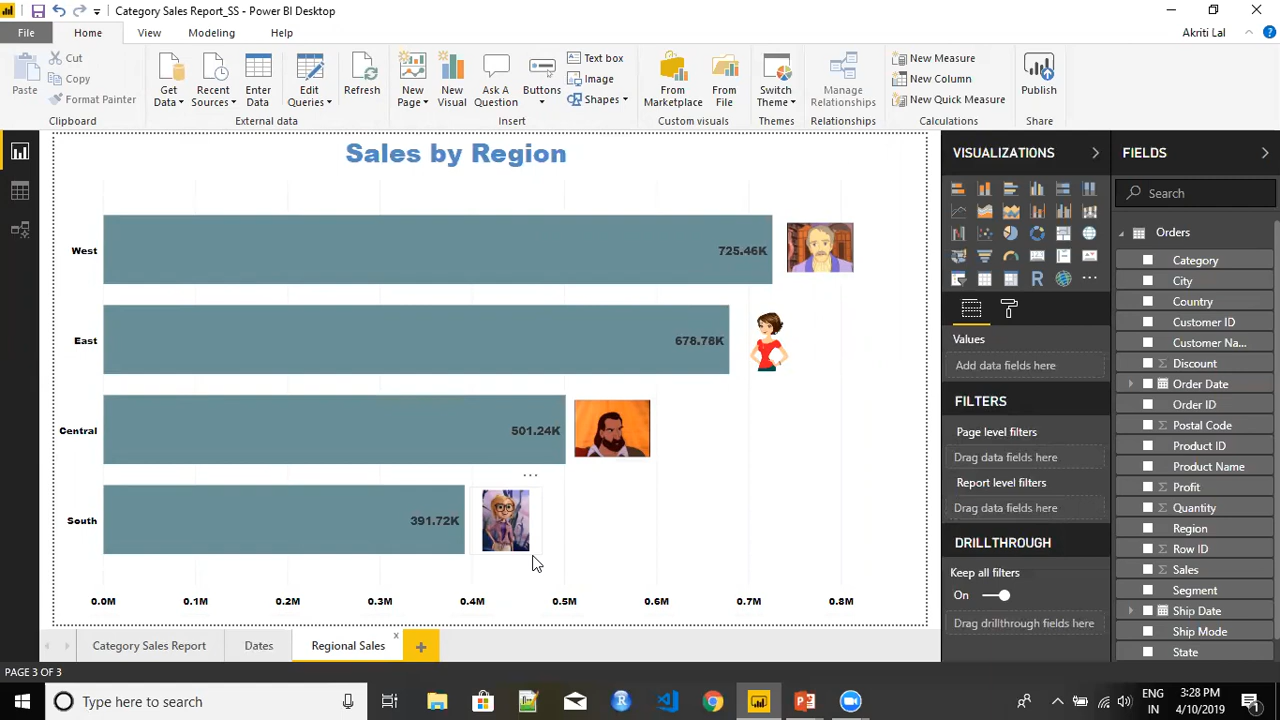 Category Sales Report_SS - Power BI Desktop
File
Home
View
Modeling
Help
Akriti Lal
Paste
Cut
Copy
Format Painter
Clipboard
Get Data
Recent Sources
Enter Data
Edit Queries
Refresh
External data
New Page
New Visual
Ask A Question
Buttons
Text box
Image
Shapes
Insert
From Marketplace
From File
Custom visuals
Switch Theme
Themes
Manage Relationships
Relationships
New Measure
New Column
New Quick Measure
Calculations
Publish
Share
Sales by Region
West
725.46K
East
678.78K
Central
501.24K
South
391.72K
0.0M
0.1M
0.2M
0.3M
0.4M
0.5M
0.6M
0.7M
0.8M
VISUALIZATIONS
R
Values
Add data fields here
FILTERS
Page level filters
Drag data fields here
Report level filters
Drag data fields here
DRILLTHROUGH
Keep all filters
On
Drag drillthrough fields here
FIELDS
Search
Orders
Category
City
Country
Customer ID
Customer Na...
Discount
Order Date
Order ID
Postal Code
Product ID
Product Name
Profit
Quantity
Region
Row ID
Sales
Segment
Ship Date
Ship Mode
State
Category Sales Report
Dates
Regional Sales
PAGE 3 OF 3
Type here to search
ENG
IN
3:28 PM
4/10/2019